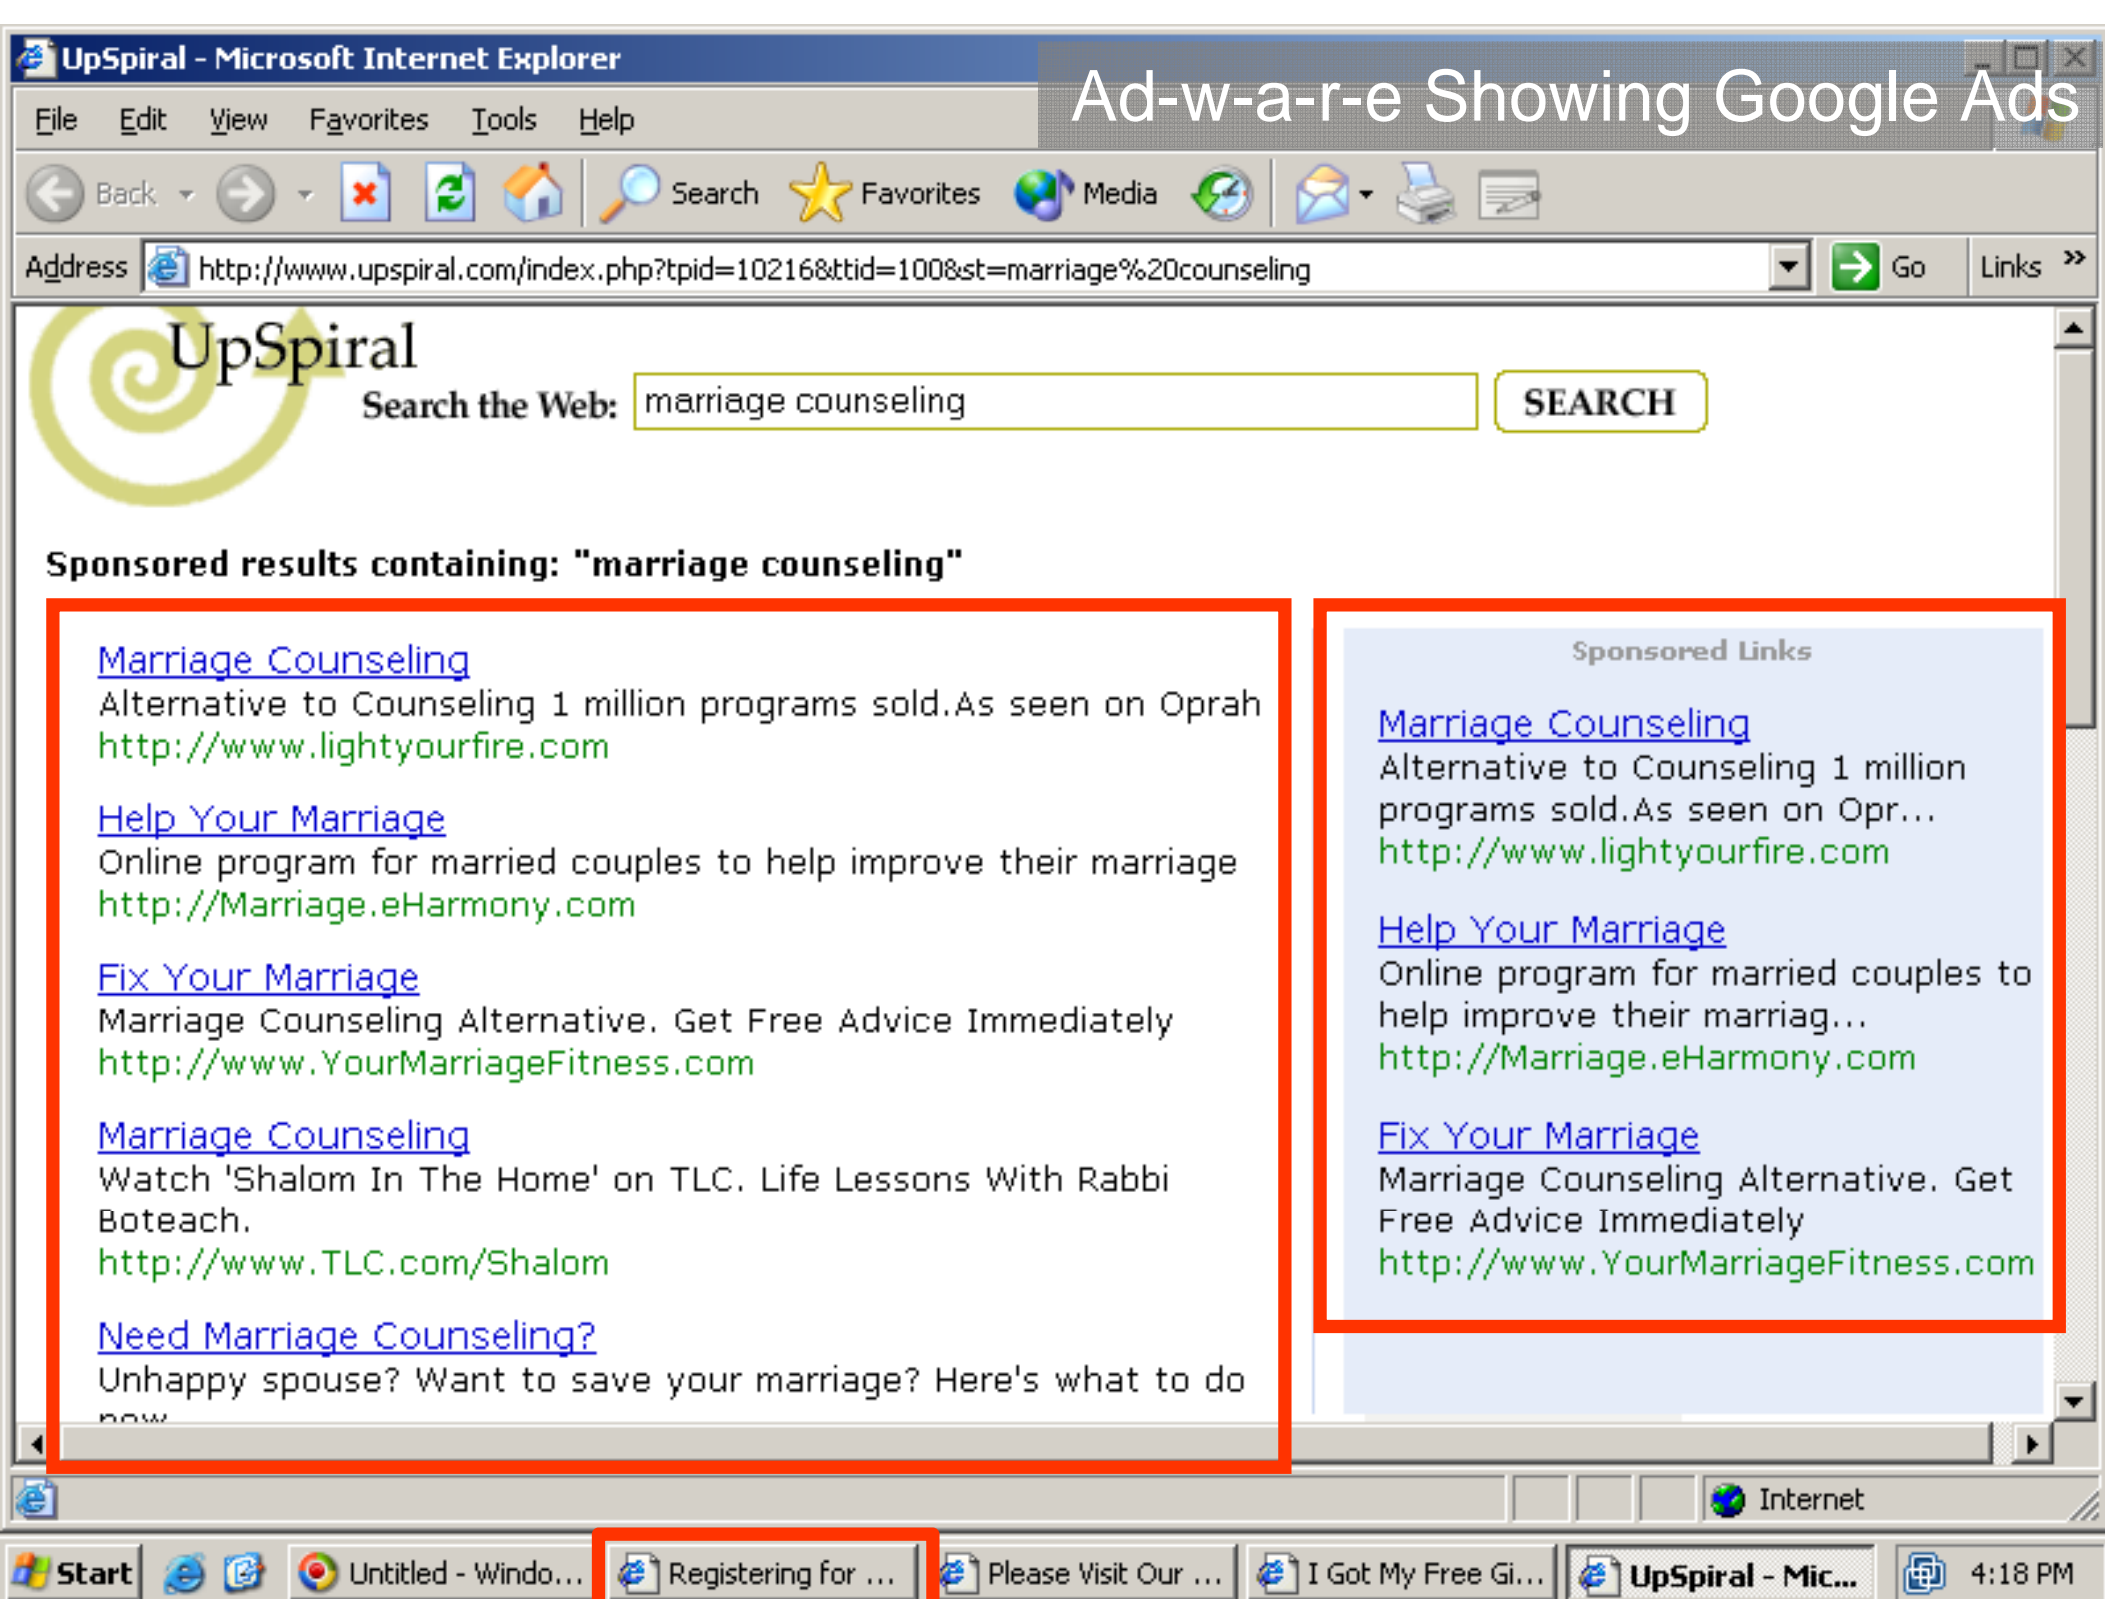 UpSpiral - Microsoft Internet Explorer
Ad-w-a-r-e Showing Google Ads
File Edit View Favorites Tools Help
Back Search Favorites Media
Address http://www.upspiral.com/index.php?tpid=10216&ttid=100&st=marriage%20counseling Go Links »
UpSpiral
Search the Web: marriage counseling SEARCH
Sponsored results containing: "marriage counseling"
Marriage Counseling
Alternative to Counseling 1 million programs sold.As seen on Oprah
http://www.lightyourfire.com
Help Your Marriage
Online program for married couples to help improve their marriage
http://Marriage.eHarmony.com
Fix Your Marriage
Marriage Counseling Alternative. Get Free Advice Immediately
http://www.YourMarriageFitness.com
Marriage Counseling
Watch 'Shalom In The Home' on TLC. Life Lessons With Rabbi
Boteach.
http://www.TLC.com/Shalom
Need Marriage Counseling?
Unhappy spouse? Want to save your marriage? Here's what to do
now
Sponsored Links
Marriage Counseling
Alternative to Counseling 1 million
programs sold.As seen on Opr...
http://www.lightyourfire.com
Help Your Marriage
Online program for married couples to
help improve their marriag...
http://Marriage.eHarmony.com
Fix Your Marriage
Marriage Counseling Alternative. Get
Free Advice Immediately
http://www.YourMarriageFitness.com
Internet
Start Untitled - Windo... Registering for ... Please Visit Our ... I Got My Free Gi... UpSpiral - Mic... 4:18 PM